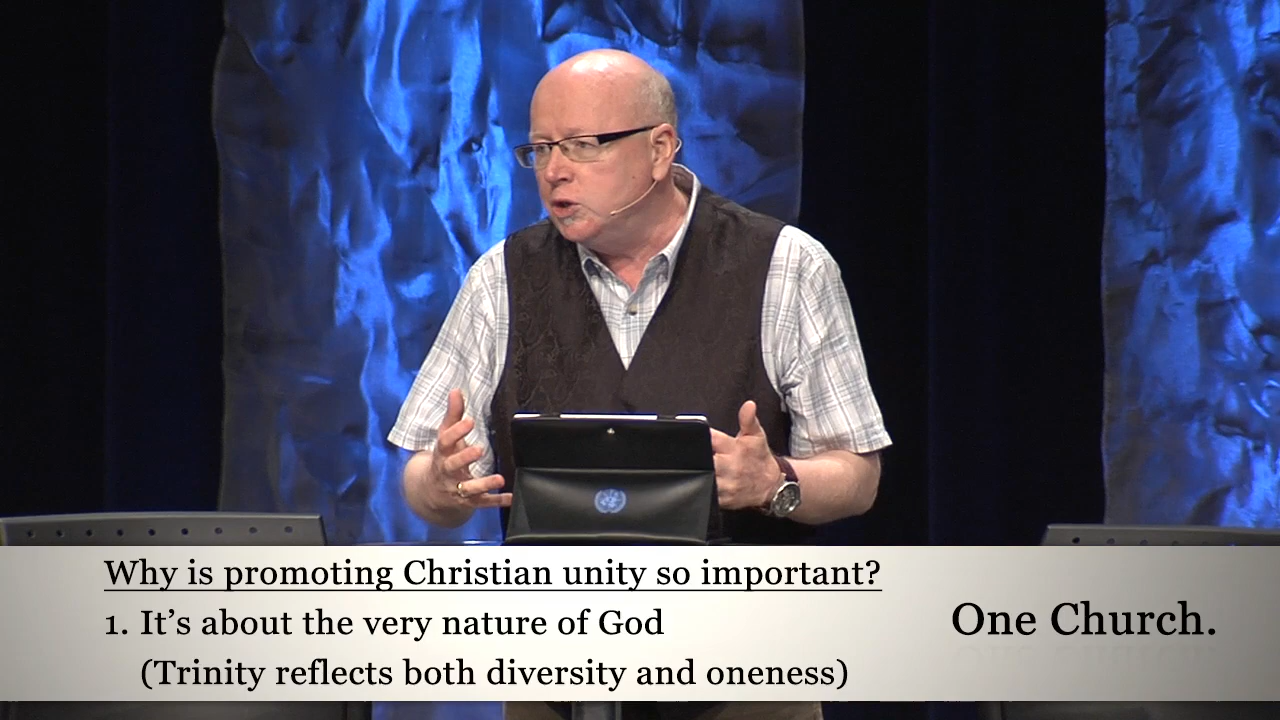 Why is promoting Christian unity so important?
1. It's about the very nature of God
(Trinity reflects both diversity and oneness)
One Church.